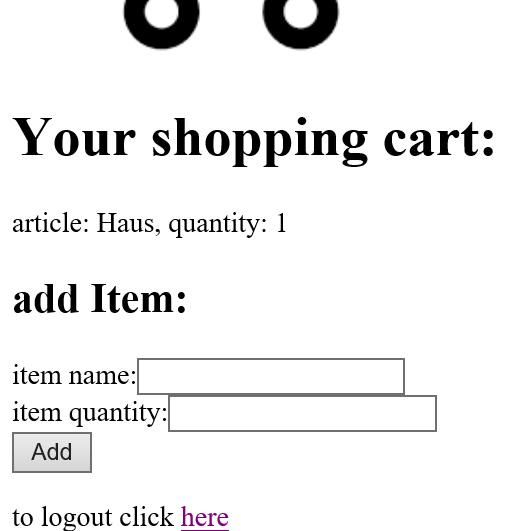 Your shopping cart:
article: Haus, quantity: 1
add Item:
item name:
item quantity:
Add
to logout click here